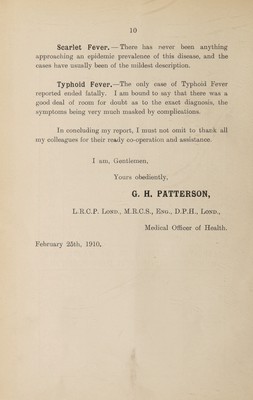 10
Scarlet Fever. — There has never been anything
approaching an epidemic prevalence of this disease, and the
cases have usually been of the mildest description.
Typhoid Fever.—The only case of Typhoid Fever
reported ended fatally. I am bound to say that there was a
good deal of room for doubt as to the exact diagnosis, the
symptoms being very much masked by complications.
In concluding my report, I must not omit to thank all
my colleagues for their ready co-operation and assistance.
I am, Gentlemen,
Yours obediently,
G. H. PATTERSON,
L.R.C.P. Lond., M.R.C.S., Eng., D.P.H., Lond.,
Medical Officer of Health.
February 25th, 1910.